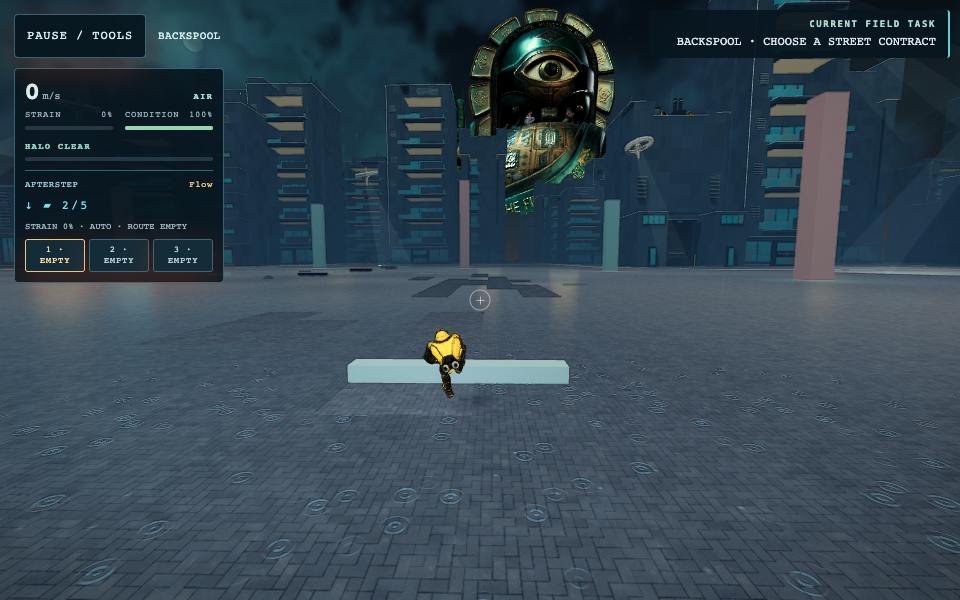 PAUSE / TOOLS
BACKSPOOL
CURRENT FIELD TASK
BACKSPOOL · CHOOSE A STREET CONTRACT
0 m/s
AIR
STRAIN 0%
CONDITION 100%
HALO CLEAR
AFTERSTEP
Flow
↓ ▰ 2/5
STRAIN 0% · AUTO · ROUTE EMPTY
1 · EMPTY
2 · EMPTY
3 · EMPTY